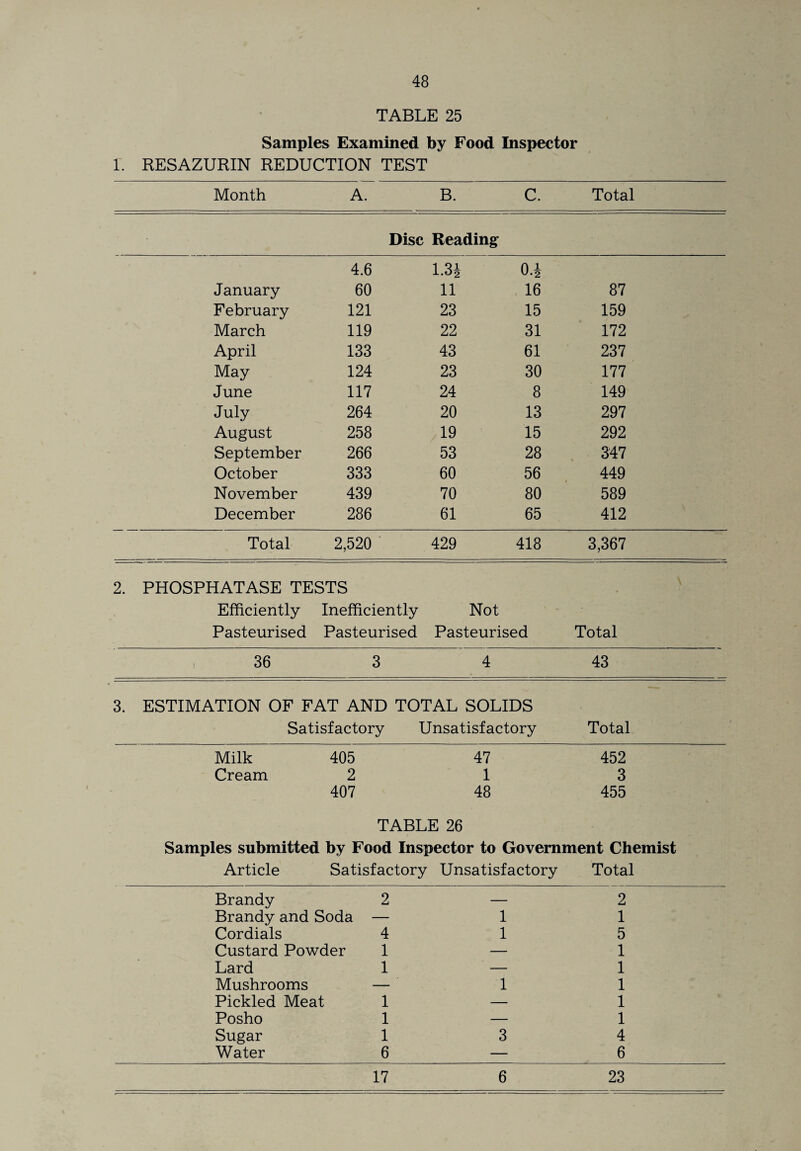 48
TABLE 25
Samples Examined by Food Inspector
1. RESAZURIN REDUCTION TEST
Month A. B. C. Total
Disc Reading
4.6 1.3½ 0.½
January 60 11 16 87
February 121 23 15 159
March 119 22 31 172
April 133 43 61 237
May 124 23 30 177
June 117 24 8 149
July 264 20 13 297
August 258 19 15 292
September 266 53 28 347
October 333 60 56 449
November 439 70 80 589
December 286 61 65 412
Total 2,520 429 418 3,367
2. PHOSPHATASE TESTS
Efficiently Inefficiently Not
Pasteurised Pasteurised Pasteurised Total
36 3 4 43
3. ESTIMATION OF FAT AND TOTAL SOLIDS
Satisfactory Unsatisfactory Total
Milk 405 47 452
Cream 2 1 3
407 48 455
TABLE 26
Samples submitted by Food Inspector to Government Chemist
Article Satisfactory Unsatisfactory Total
Brandy 2 — 2
Brandy and Soda — 1 1
Cordials 4 1 5
Custard Powder 1 — 1
Lard 1 — 1
Mushrooms — 1 1
Pickled Meat 1 — 1
Posho 1 — 1
Sugar 1 3 4
Water 6 — 6
17 6 23